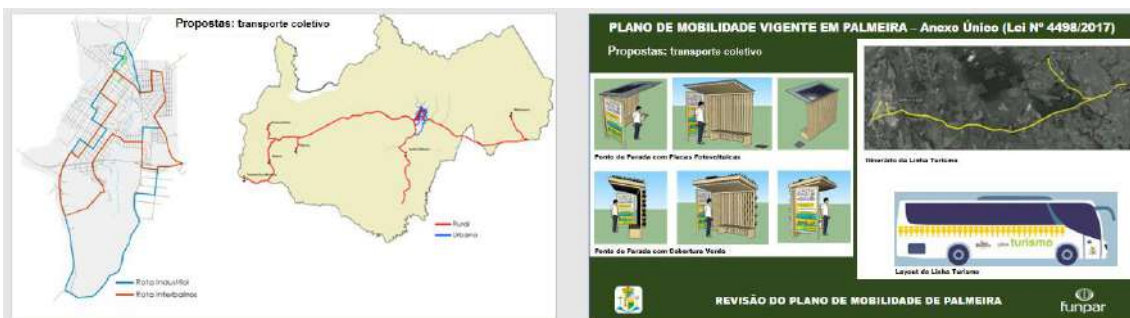 Propostas: transporte coletivo
Rota Industrial
Rota Interbairros
Rural
Urbana
PLANO DE MOBILIDADE VIGENTE EM PALMEIRA – Anexo Único (Lei Nº 4498/2017)
Propostas: transporte coletivo
Ponto de Parada com Placas Fotovoltaicas
Ponto de Parada com Cobertura Verde
Itinerário da Linha Turismo
turismo
Layout da Linha Turismo
REVISÃO DO PLANO DE MOBILIDADE DE PALMEIRA
funpar